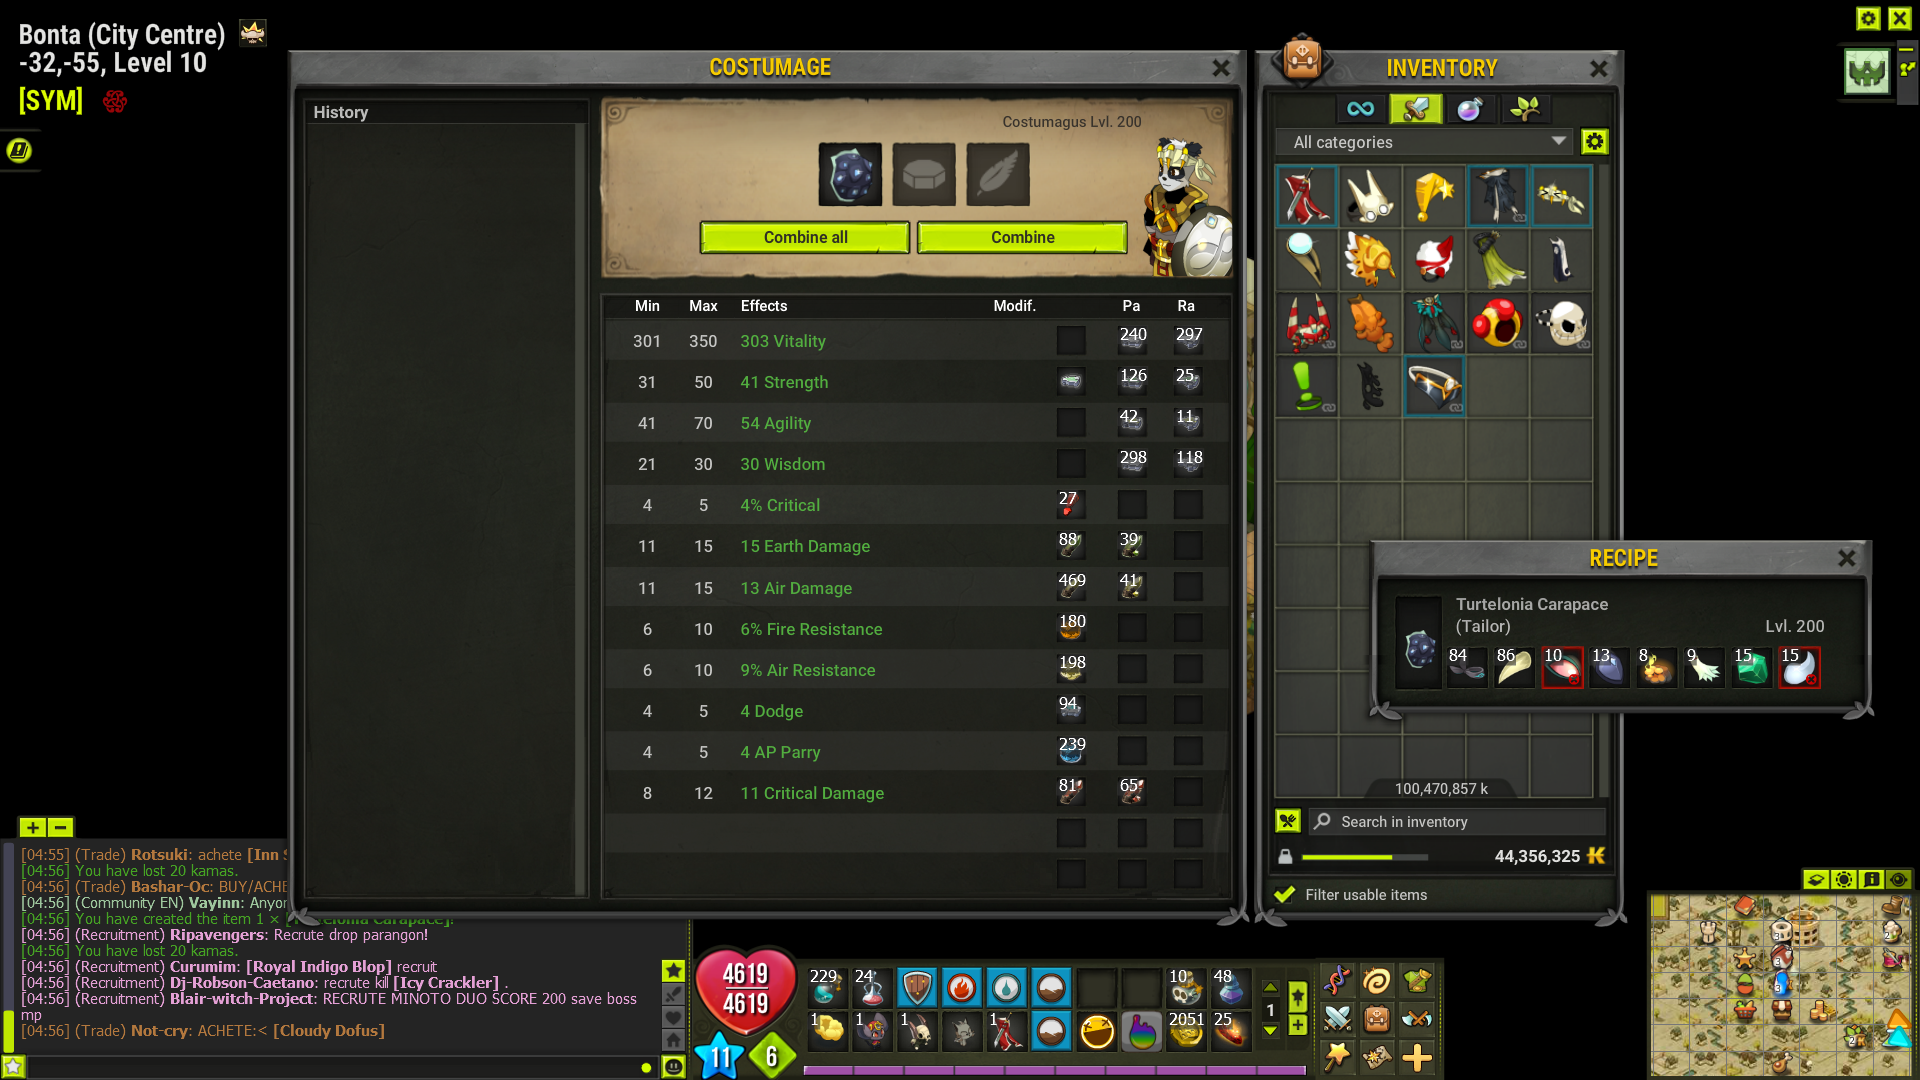 Bonta (City Centre)
-32,-55, Level 10
[SYM]
COSTUMAGE
History
Costumagus Lvl. 200
Combine all
Combine
Min Max Effects Modif. Pa Ra
301 350 303 Vitality 240 297
31 50 41 Strength 126 25
41 70 54 Agility 42 11
21 30 30 Wisdom 298 118
4 5 4% Critical 27
11 15 15 Earth Damage 88 39
11 15 13 Air Damage 469 41
6 10 6% Fire Resistance 180
6 10 9% Air Resistance 198
4 5 4 Dodge 94
4 5 4 AP Parry 239
8 12 11 Critical Damage 81 65
INVENTORY
All categories
100,470,857 k
Search in inventory
44,356,325 K
Filter usable items
RECIPE
Turtelonia Carapace
(Tailor) Lvl. 200
84 86 10 13 8 9 15 15
[04:55] (Trade) Rotsuki: achete [Inn
[04:56] You have lost 20 kamas.
[04:56] (Trade) Bashar-Oc: BUY/ACHE
[04:56] (Community EN) Vayinn: Anyor
[04:56] You have created the item 1 × [Turtelonia Carapace]!
[04:56] (Recruitment) Ripavengers: Recrute drop parangon!
[04:56] You have lost 20 kamas.
[04:56] (Recruitment) Curumim: [Royal Indigo Blop] recruit
[04:56] (Recruitment) Dj-Robson-Caetano: recrute kill [Icy Crackler] .
[04:56] (Recruitment) Blair-witch-Project: RECRUTE MINOTO DUO SCORE 200 save boss
mp
[04:56] (Trade) Not-cry: ACHETE:< [Cloudy Dofus]
4619
4619
11 6
229 24 10 48
1 1 1 1 2051 25
1